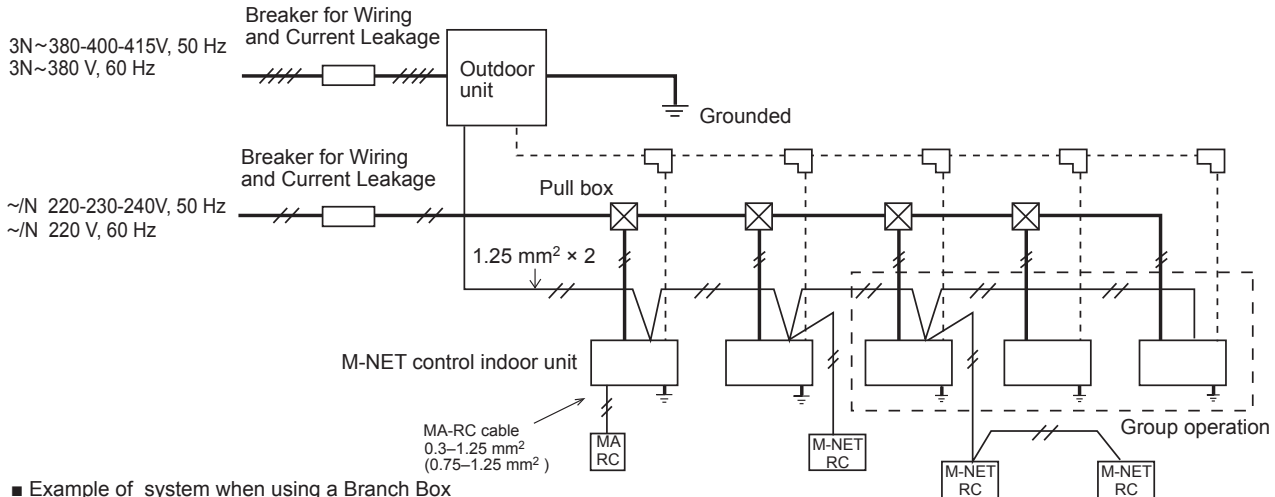 Breaker for Wiring
and Current Leakage
3N~380-400-415V, 50 Hz
3N~380 V, 60 Hz
Outdoor
unit
Grounded
Breaker for Wiring
and Current Leakage
Pull box
~/N 220-230-240V, 50 Hz
~/N 220 V, 60 Hz
1.25 mm² × 2
M-NET control indoor unit
MA-RC cable
0.3–1.25 mm²
(0.75–1.25 mm² )
MA
RC
M-NET
RC
Group operation
M-NET
RC
M-NET
RC
■ Example of system when using a Branch Box